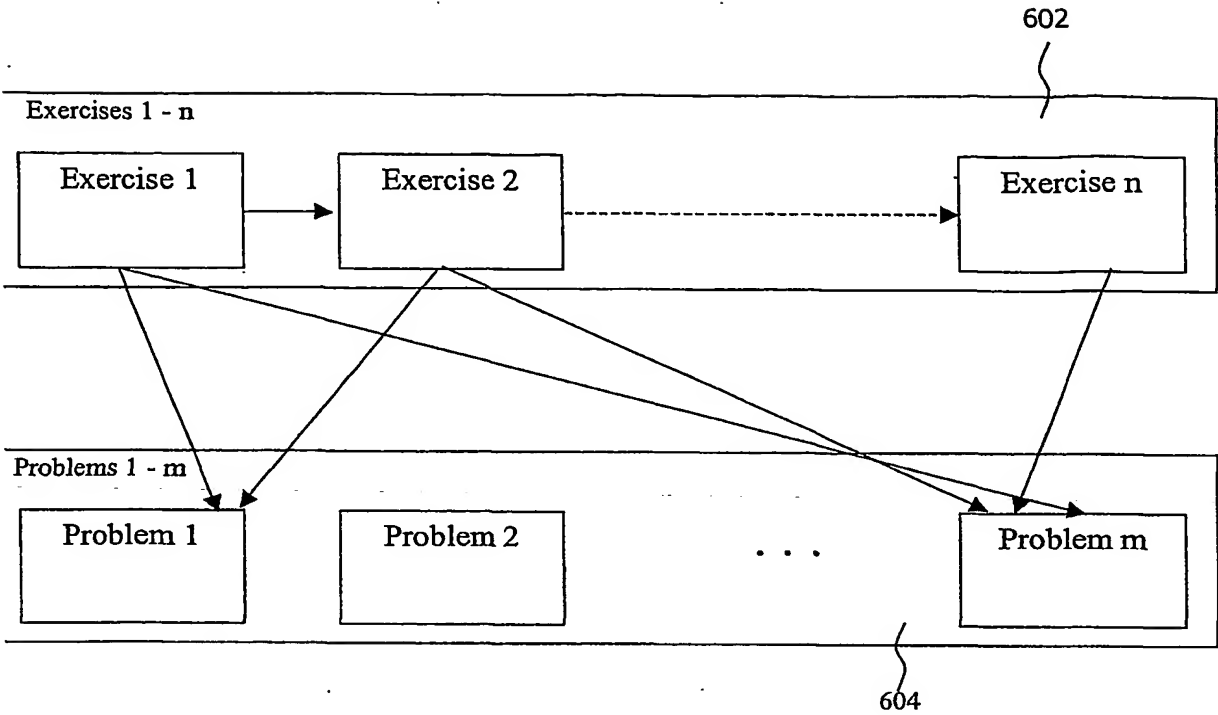 602
Exercises 1 - n
Exercise 1
Exercise 2
Exercise n
Problems 1 - m
Problem 1
Problem 2
. . .
Problem m
604